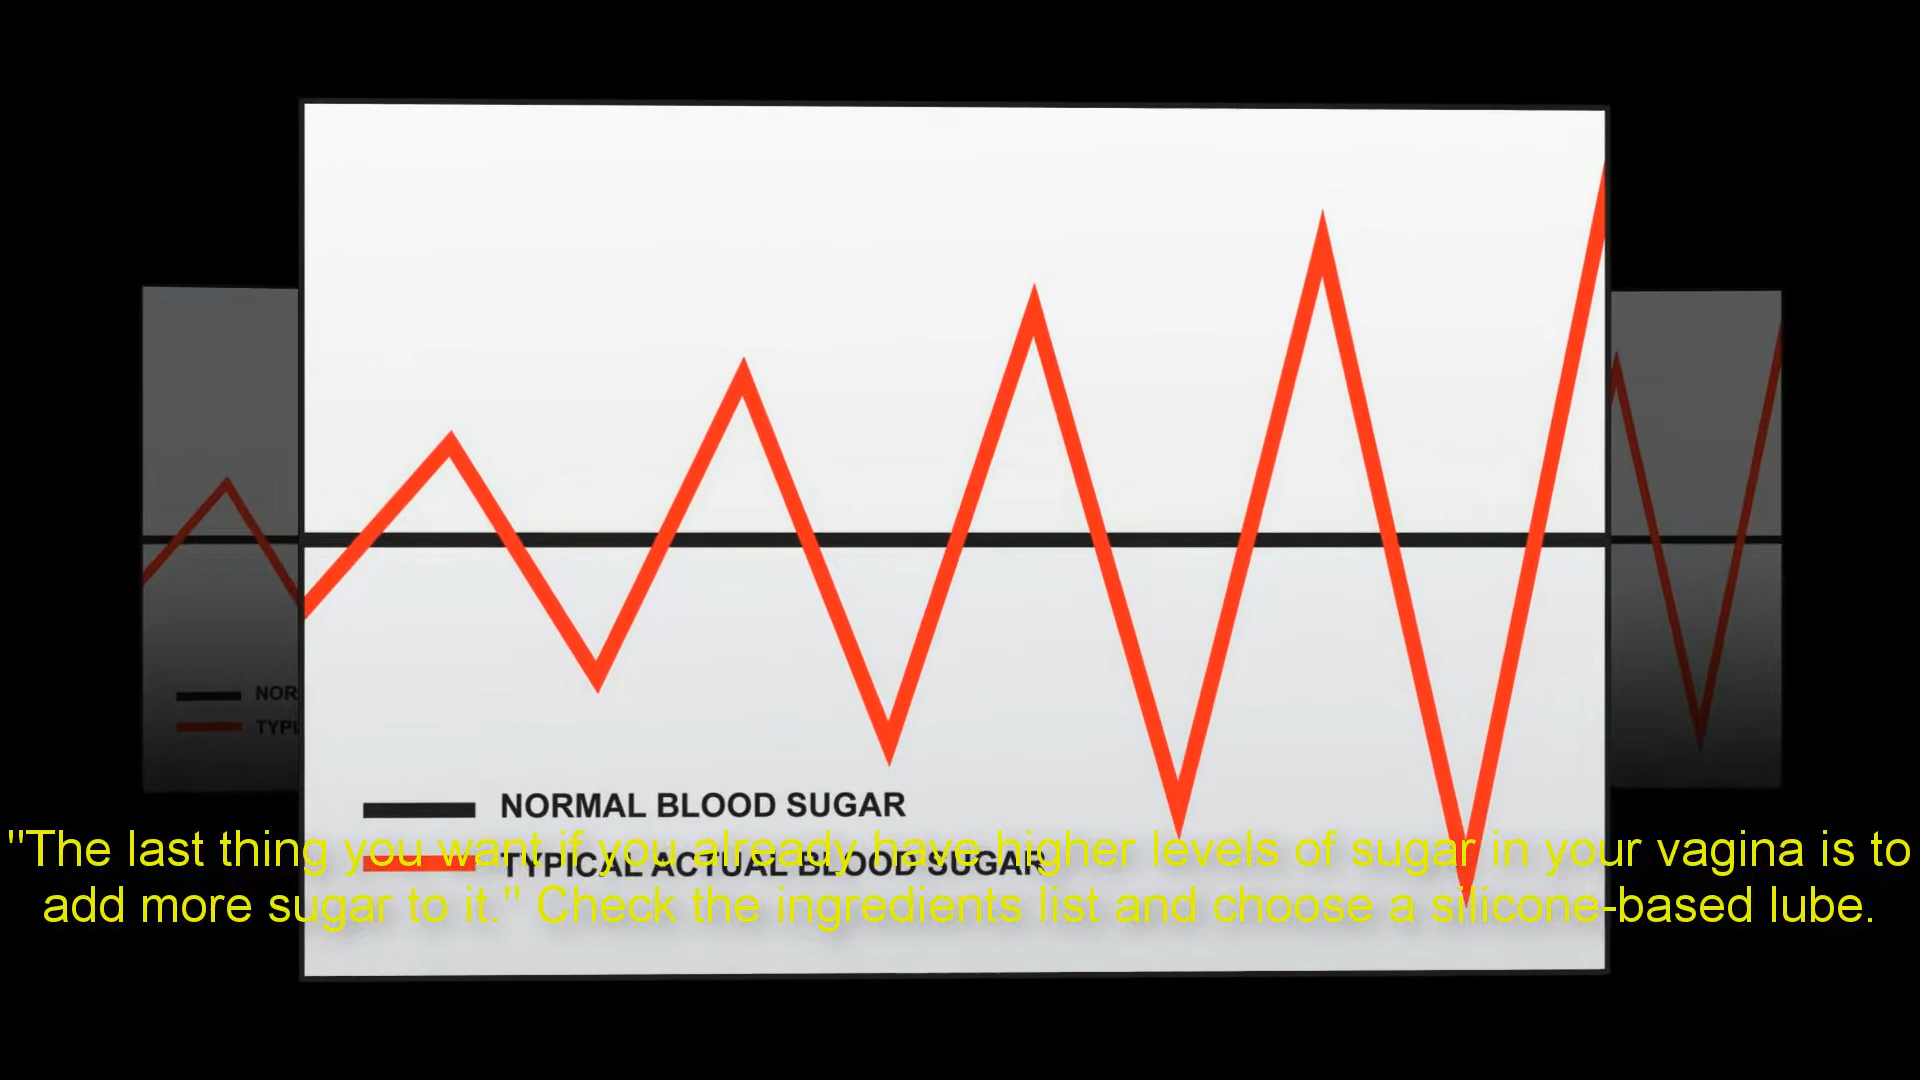 NOR
TYPI
NORMAL BLOOD SUGAR
TYPICAL ACTUAL BLOOD SUGAR
"The last thing you want if you already have higher levels of sugar in your vagina is to
add more sugar to it." Check the ingredients list and choose a silicone-based lube.